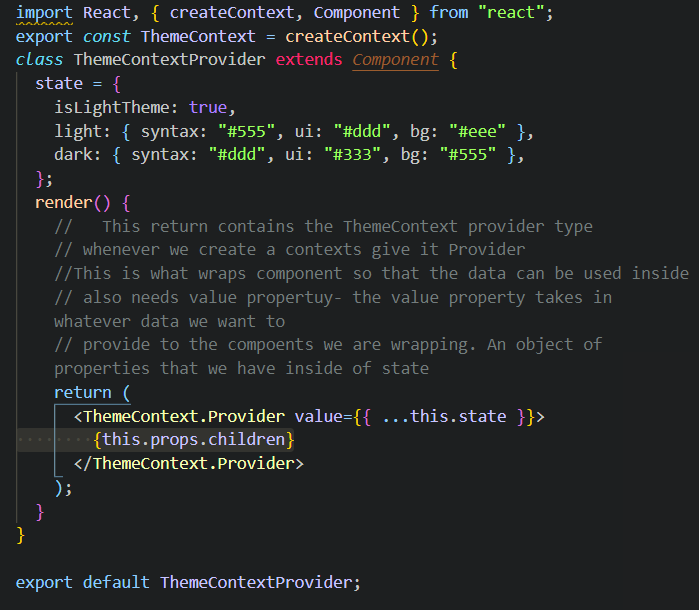 import React, { createContext, Component } from "react";
export const ThemeContext = createContext();
class ThemeContextProvider extends Component {
  state = {
    isLightTheme: true,
    light: { syntax: "#555", ui: "#ddd", bg: "#eee" },
    dark: { syntax: "#ddd", ui: "#333", bg: "#555" },
  };
  render() {
    //   This return contains the ThemeContext provider type
    // whenever we create a contexts give it Provider
    //This is what wraps component so that the data can be used inside
    // also needs value propertuy- the value property takes in
    whatever data we want to
    // provide to the compoents we are wrapping. An object of
    properties that we have inside of state
    return (
      <ThemeContext.Provider value={{ ...this.state }}>
        {this.props.children}
      </ThemeContext.Provider>
    );
  }
}
export default ThemeContextProvider;